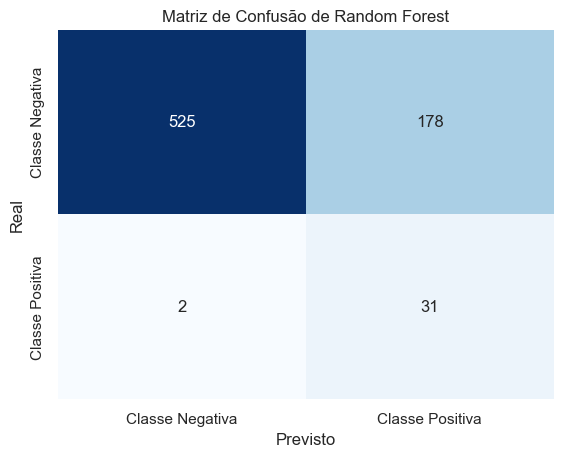 Matriz de Confusão de Random Forest
Real
Classe Negativa
525
178
Classe Positiva
2
31
Classe Negativa
Classe Positiva
Previsto